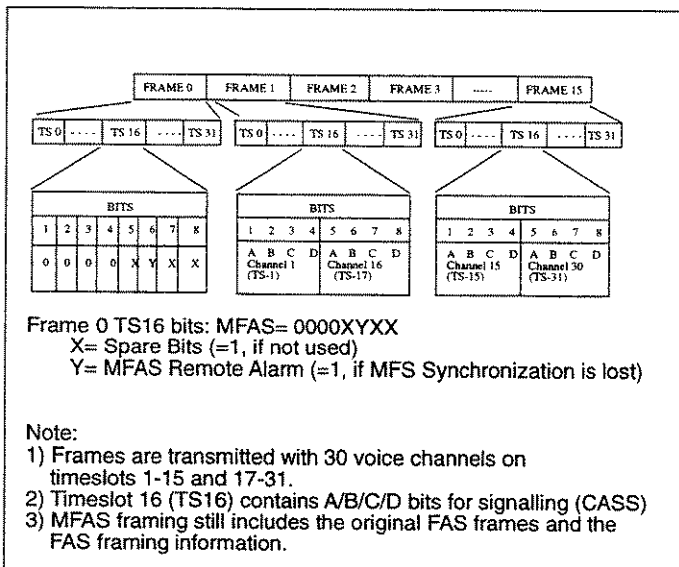 FRAME 0 FRAME 1 FRAME 2 FRAME 3 ----- FRAME 15
TS 0 ---- TS 16 ---- TS 31 TS 0 ---- TS 16 ---- TS 31 TS 0 ---- TS 16 ---- TS 31
BITS BITS BITS
1 2 3 4 5 6 7 8 1 2 3 4 5 6 7 8 1 2 3 4 5 6 7 8
0 0 0 0 X Y X X A B C D A B C D A B C D A B C D
Channel 1 Channel 16 Channel 15 Channel 30
(TS-1) (TS-17) (TS-15) (TS-31)
Frame 0 TS16 bits: MFAS= 0000XYXX
X= Spare Bits (=1, if not used)
Y= MFAS Remote Alarm (=1, if MFS Synchronization is lost)
Note:
1) Frames are transmitted with 30 voice channels on
timeslots 1-15 and 17-31.
2) Timeslot 16 (TS16) contains A/B/C/D bits for signalling (CASS)
3) MFAS framing still includes the original FAS frames and the
FAS framing information.